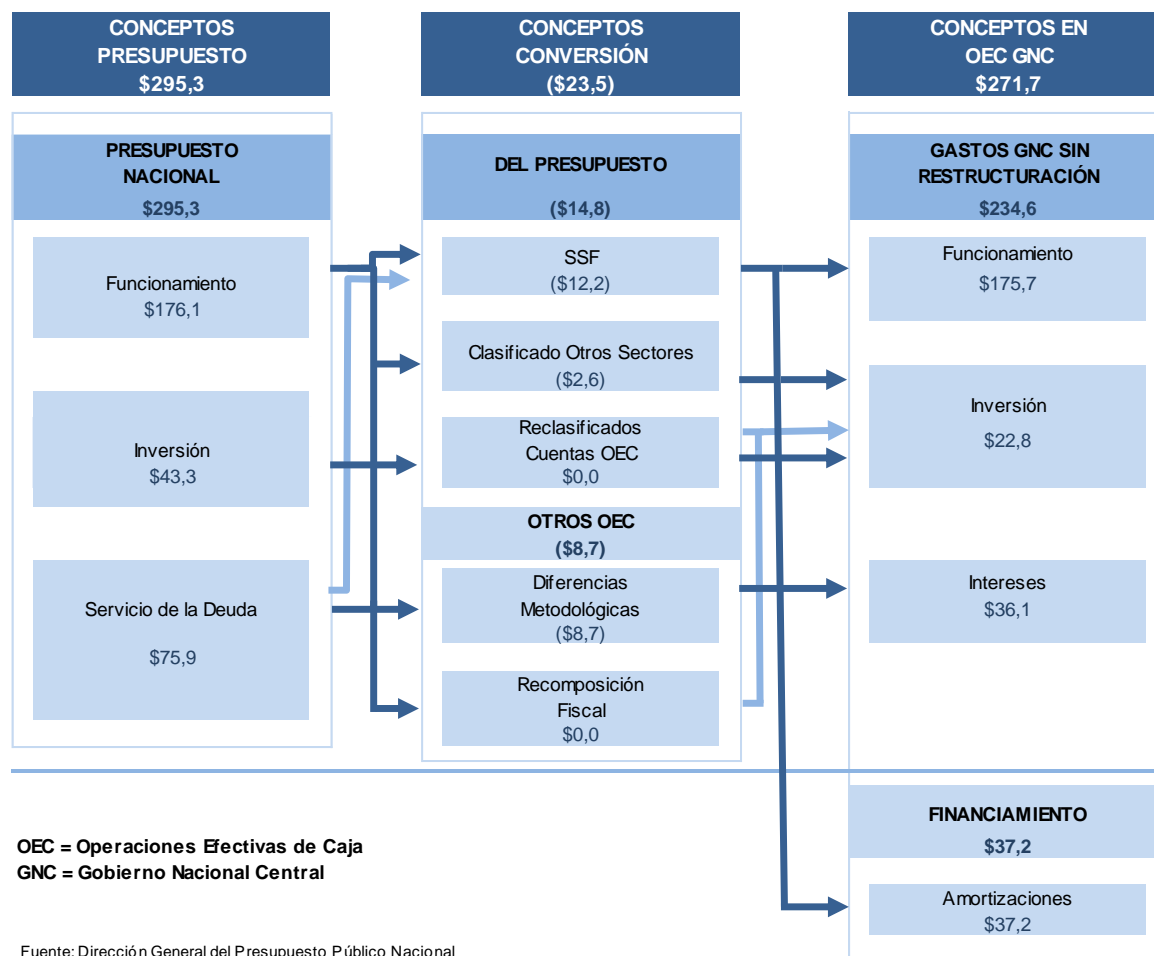 CONCEPTOS
PRESUPUESTO
$295,3
CONCEPTOS
CONVERSIÓN
($23,5)
CONCEPTOS EN
OEC GNC
$271,7
PRESUPUESTO
NACIONAL
$295,3
Funcionamiento
$176,1
Inversión
$43,3
Servicio de la Deuda
$75,9
DEL PRESUPUESTO
($14,8)
SSF
($12,2)
Clasificado Otros Sectores
($2,6)
Reclasificados
Cuentas OEC
$0,0
OTROS OEC
($8,7)
Diferencias
Metodológicas
($8,7)
Recomposición
Fiscal
$0,0
GASTOS GNC SIN
RESTRUCTURACIÓN
$234,6
Funcionamiento
$175,7
Inversión
$22,8
Intereses
$36,1
FINANCIAMIENTO
$37,2
Amortizaciones
$37,2
OEC = Operaciones Efectivas de Caja
GNC = Gobierno Nacional Central
Fuente: Dirección General del Presupuesto Público Nacional